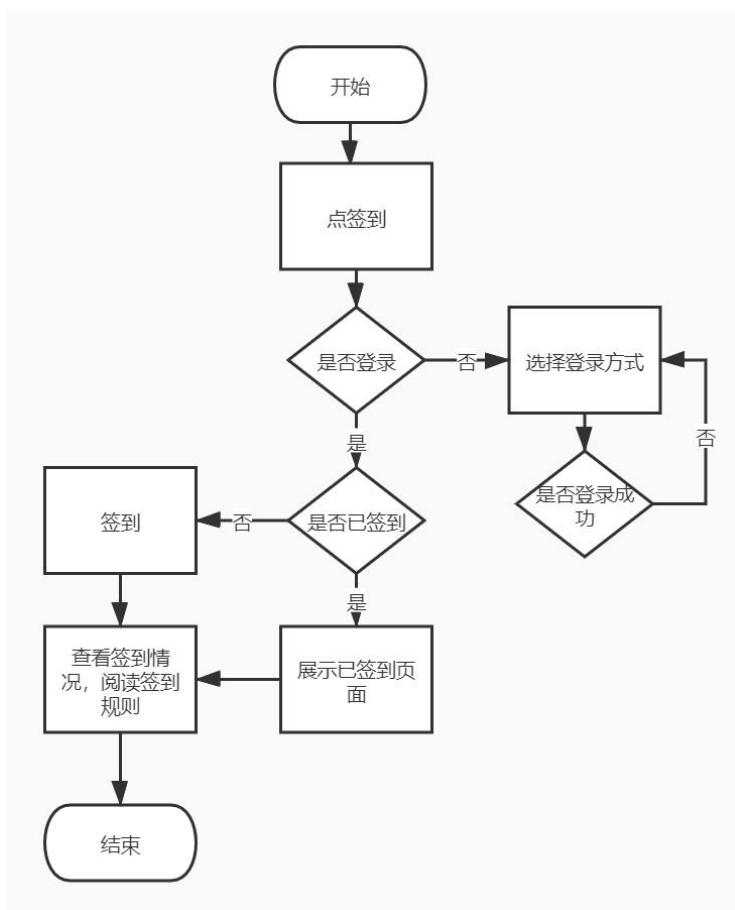 开始
点签到
是否登录
否
选择登录方式
否
是
是否登录成
功
签到
否
是否已签到
是
查看签到情
况，阅读签到
规则
展示已签到页
面
结束